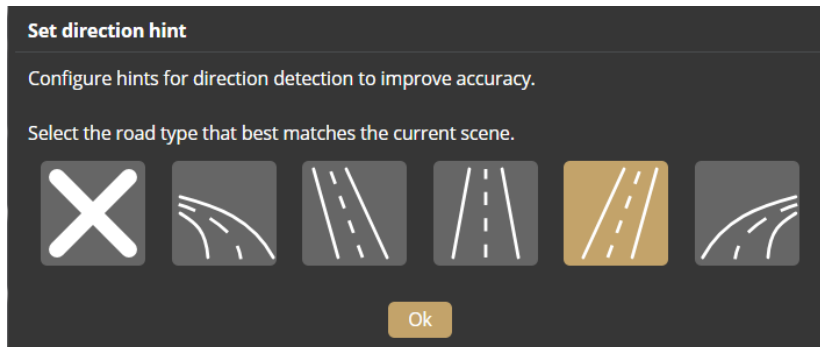 Set direction hint
Configure hints for direction detection to improve accuracy.
Select the road type that best matches the current scene.
Ok